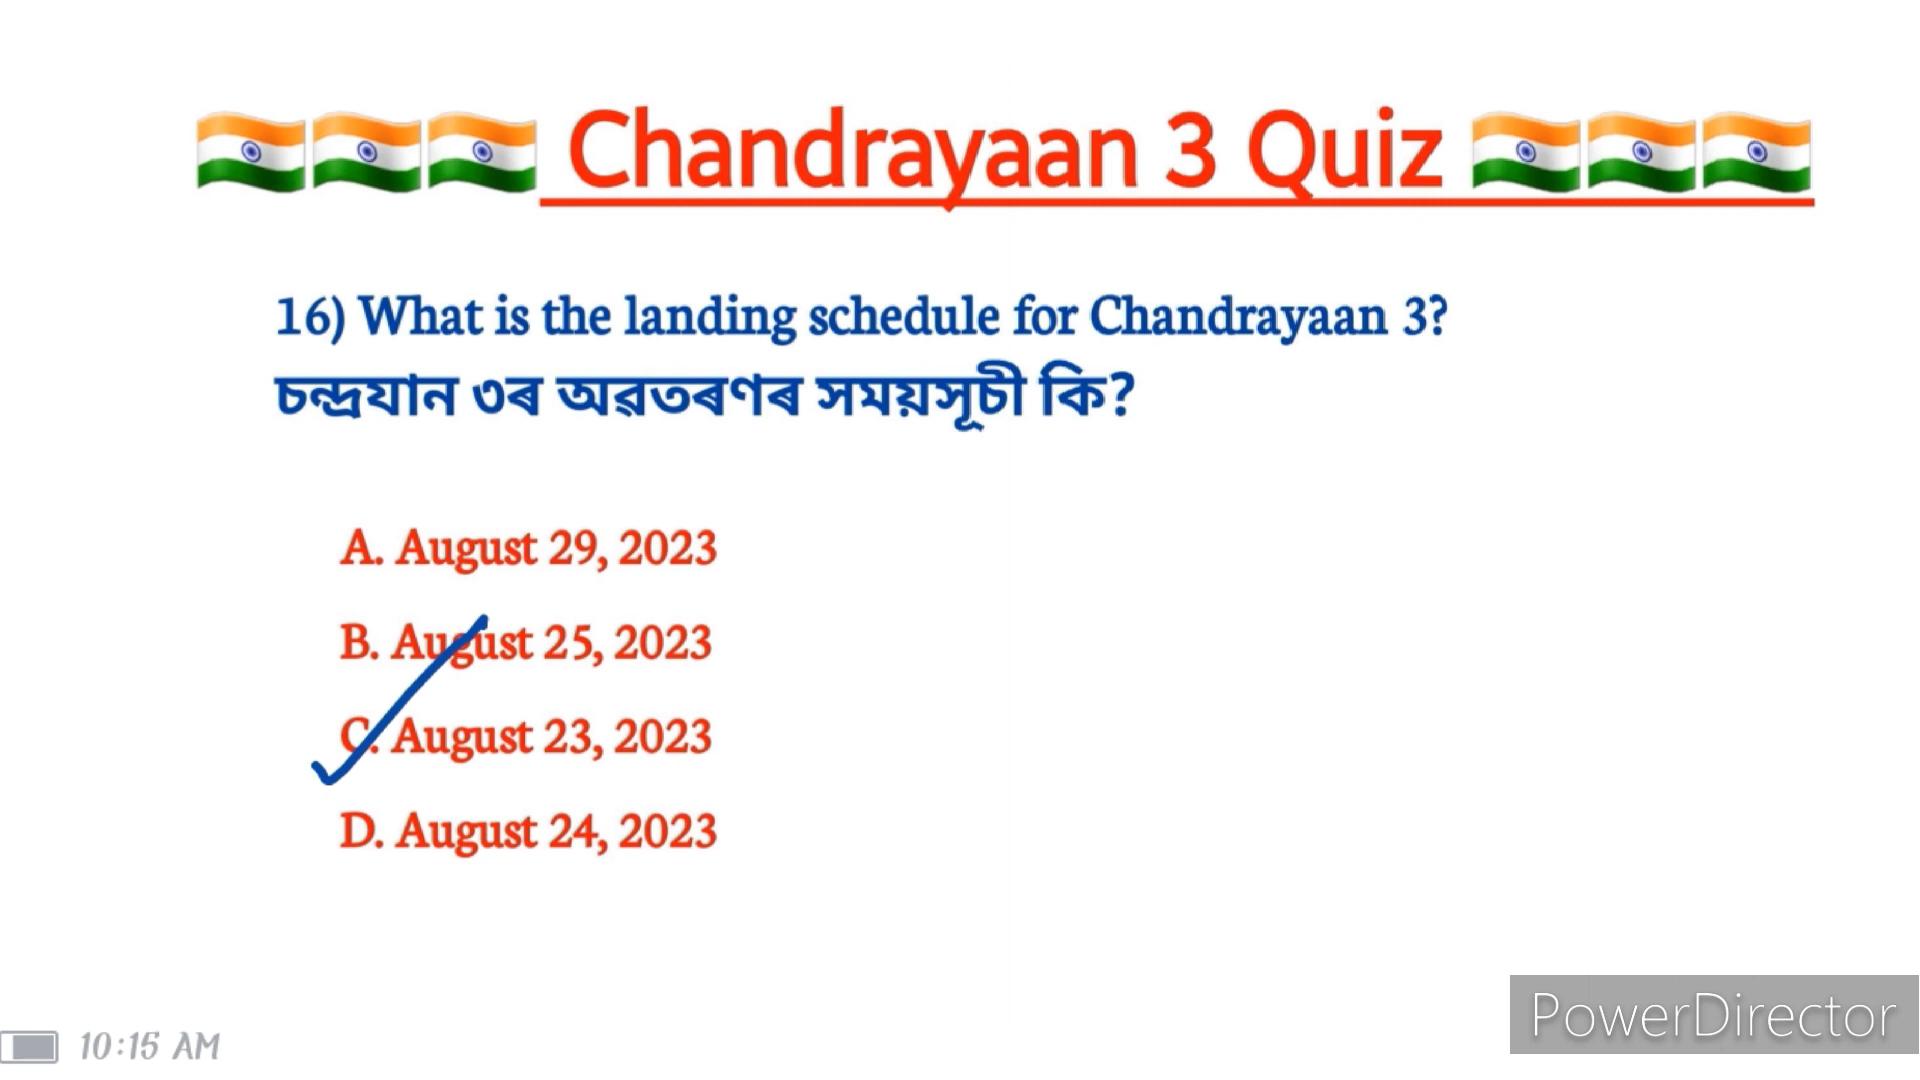 🇮🇳🇮🇳🇮🇳 Chandrayaan 3 Quiz 🇮🇳🇮🇳🇮🇳
16) What is the landing schedule for Chandrayaan 3?
চন্দ্ৰযান ৩ৰ অৱতৰণৰ সময়সূচী কি?
A. August 29, 2023
B. August 25, 2023
C. August 23, 2023
D. August 24, 2023
10:15 AM
PowerDirector